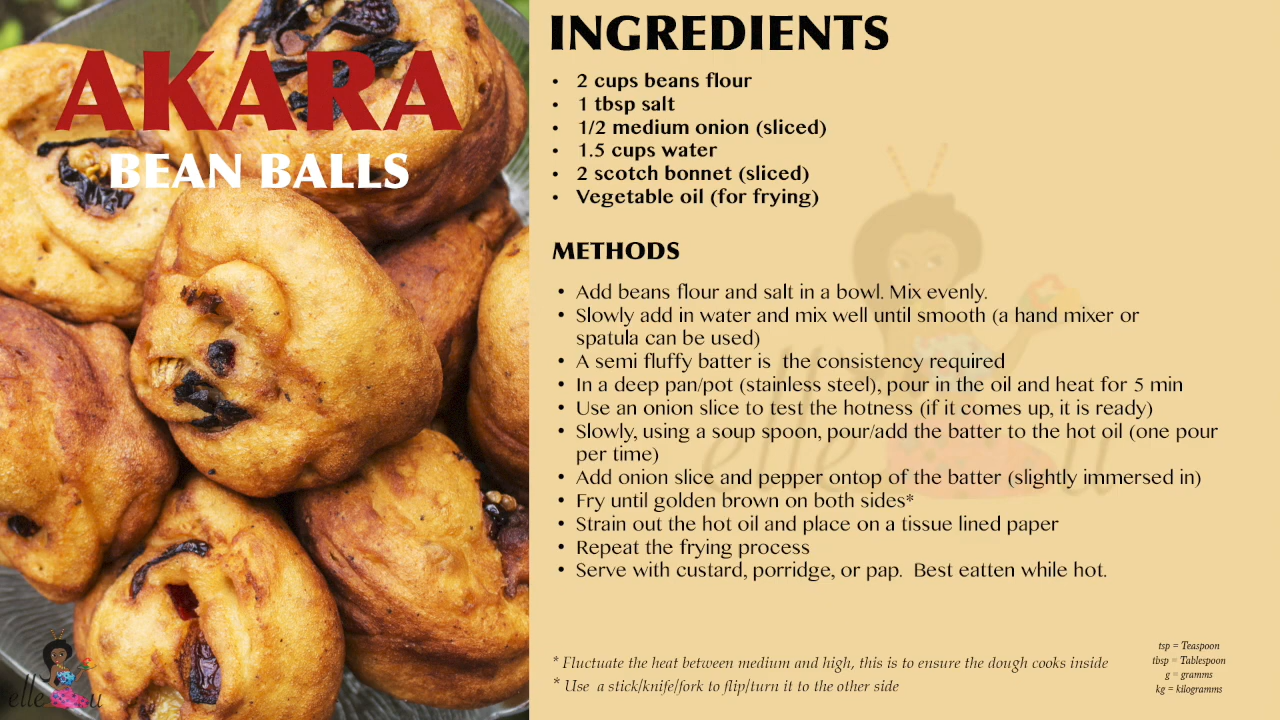 AKARA
BEAN BALLS
elle u
INGREDIENTS
• 2 cups beans flour
• 1 tbsp salt
• 1/2 medium onion (sliced)
• 1.5 cups water
• 2 scotch bonnet (sliced)
• Vegetable oil (for frying)
METHODS
• Add beans flour and salt in a bowl. Mix evenly.
• Slowly add in water and mix well until smooth (a hand mixer or
spatula can be used)
• A semi fluffy batter is  the consistency required
• In a deep pan/pot (stainless steel), pour in the oil and heat for 5 min
• Use an onion slice to test the hotness (if it comes up, it is ready)
• Slowly, using a soup spoon, pour/add the batter to the hot oil (one pour
per time)
• Add onion slice and pepper ontop of the batter (slightly immersed in)
• Fry until golden brown on both sides*
• Strain out the hot oil and place on a tissue lined paper
• Repeat the frying process
• Serve with custard, porridge, or pap.  Best eatten while hot.
* Fluctuate the heat between medium and high, this is to ensure the dough cooks inside
* Use  a stick/knife/fork to flip/turn it to the other side
tsp = Teaspoon
tbsp = Tablespoon
g = gramms
kg = kilogramms
elle u